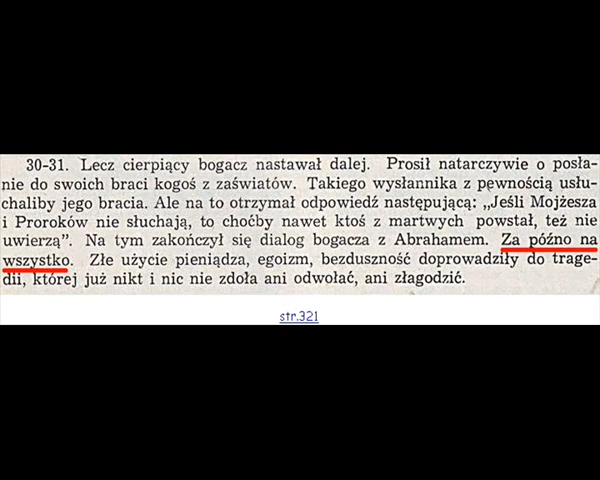 30-31. Lecz cierpiący bogacz nastawał dalej. Prosił natarczywie o posła-
nie do swoich braci kogoś z zaświatów. Takiego wysłannika z pewnością usłu-
chaliby jego bracia. Ale na to otrzymał odpowiedź następującą: „Jeśli Mojżesza
i Proroków nie słuchają, to choćby nawet ktoś z martwych powstał, też nie
uwierzą”. Na tym zakończył się dialog bogacza z Abrahamem. Za późno na
wszystko. Złe użycie pieniądza, egoizm, bezduszność doprowadziły do trage-
dii, której już nikt i nic nie zdoła ani odwołać, ani złagodzić.
str.321